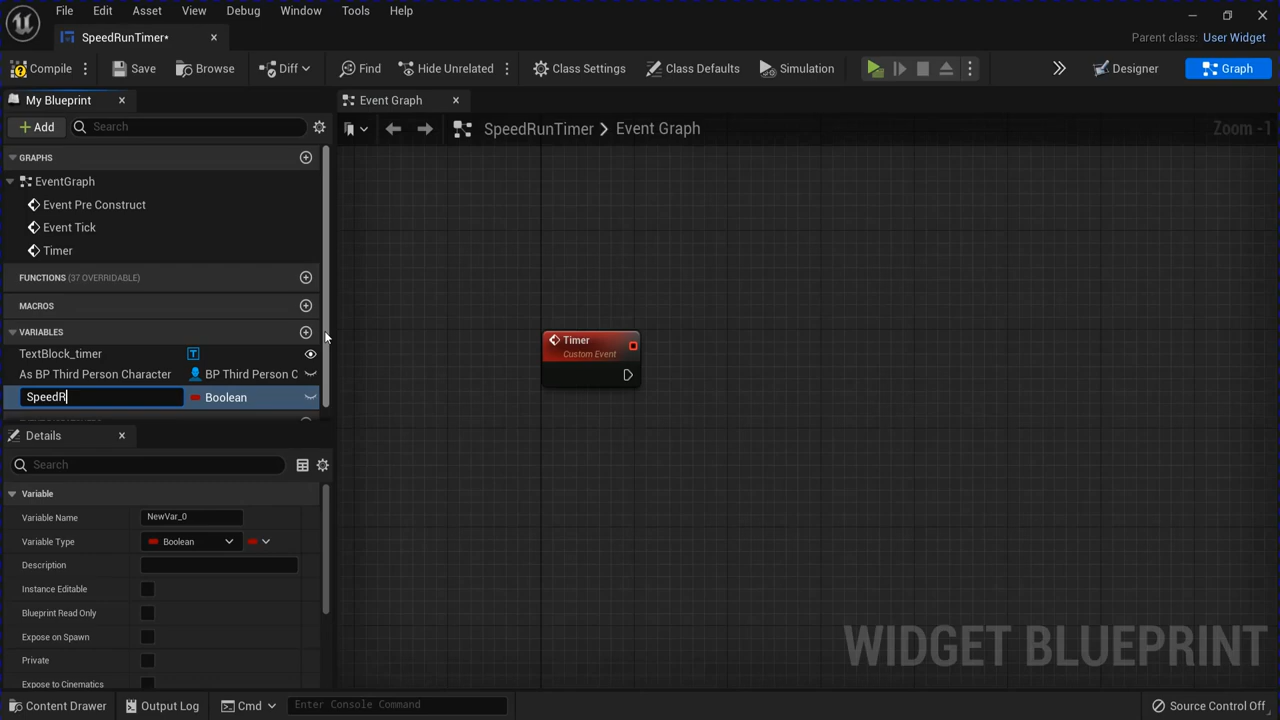 File Edit Asset View Debug Window Tools Help
SpeedRunTimer*
Parent class: User Widget
Compile Save Browse Diff Find Hide Unrelated Class Settings Class Defaults Simulation Designer Graph
My Blueprint
Event Graph
+ Add Search
SpeedRunTimer > Event Graph
Zoom -1
GRAPHS
EventGraph
Event Pre Construct
Event Tick
Timer
FUNCTIONS (37 OVERRIDABLE)
MACROS
VARIABLES
TextBlock_timer
As BP Third Person Character BP Third Person C
SpeedR Boolean
Timer
Custom Event
Details
Search
Variable
Variable Name NewVar_0
Variable Type Boolean
Description
Instance Editable
Blueprint Read Only
Expose on Spawn
Private
Expose to Cinematics
WIDGET BLUEPRINT
Content Drawer Output Log Cmd Enter Console Command Source Control Off